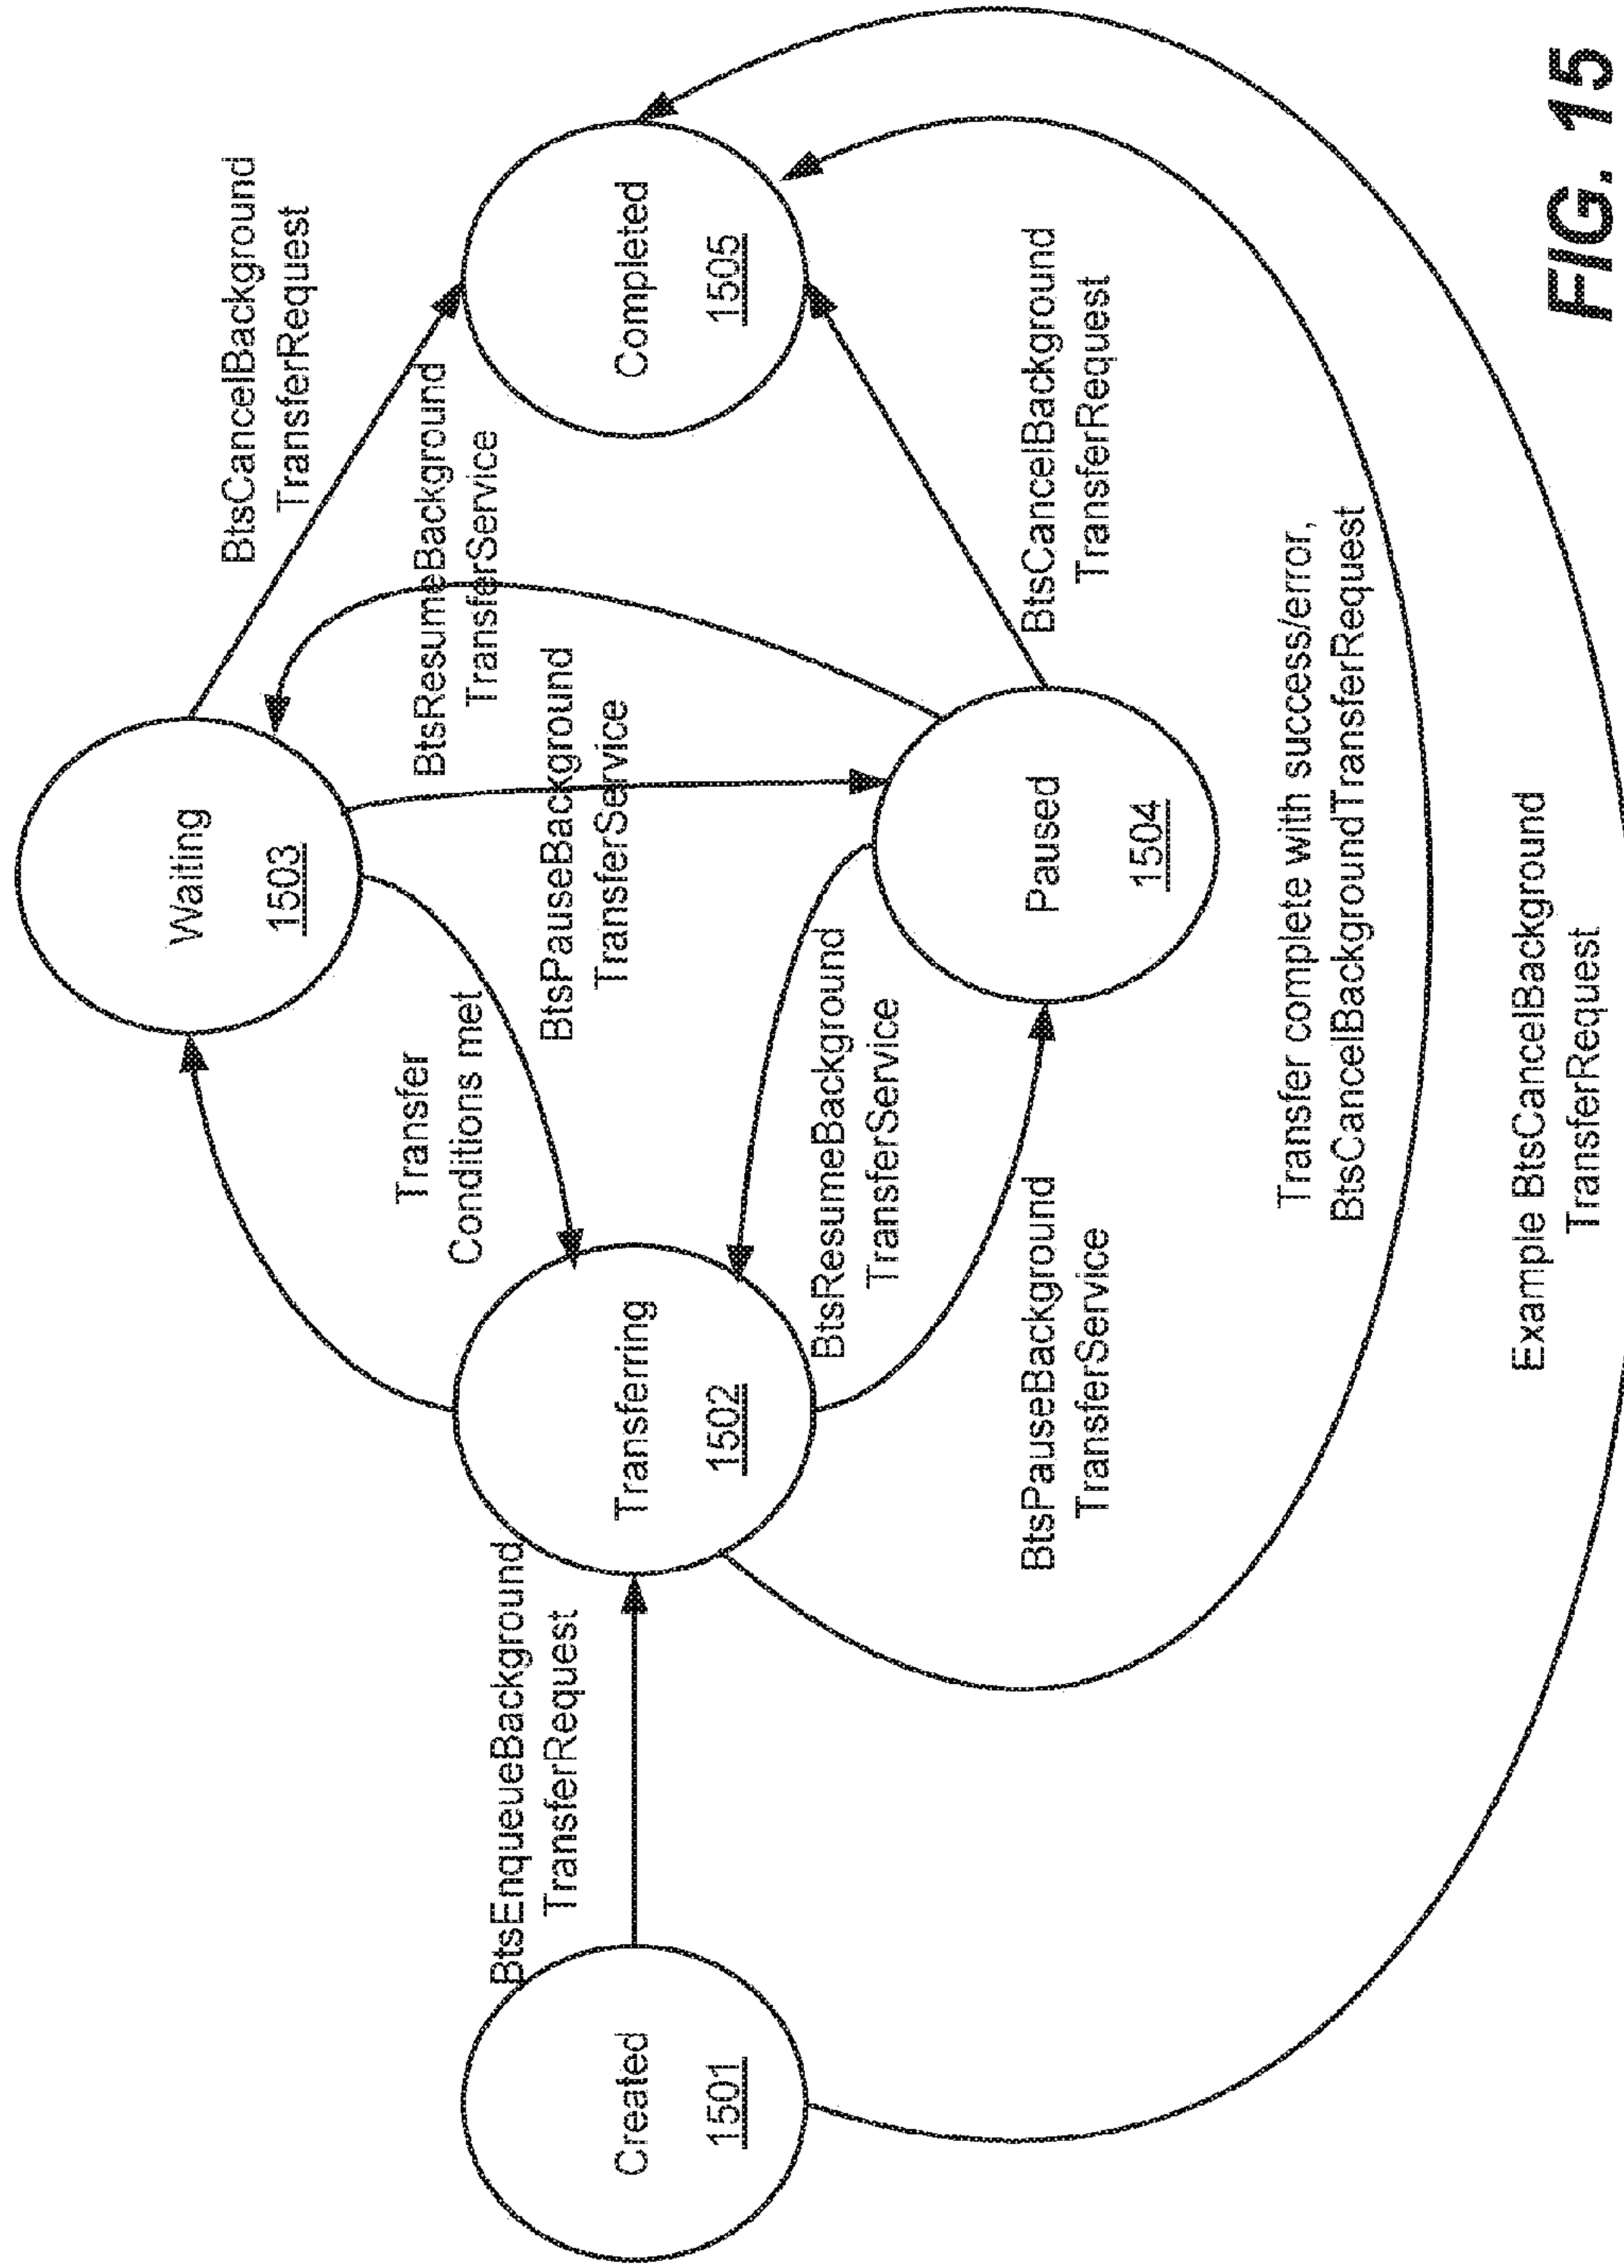 Waiting
1503
BtsCancelBackground
TransferRequest
Transfer
Conditions met
BtsResumeBackground
TransferService
BtsEnqueueBackground
TransferRequest
BtsPauseBackground
TransferService
Created
1501
Transferring
1502
Completed
1505
BtsResumeBackground
TransferService
Paused
1504
BtsPauseBackground
TransferService
BtsCancelBackground
TransferRequest
Transfer complete with success/error,
BtsCancelBackgroundTransferRequest
Example BtsCancelBackground
TransferRequest
FIG. 15